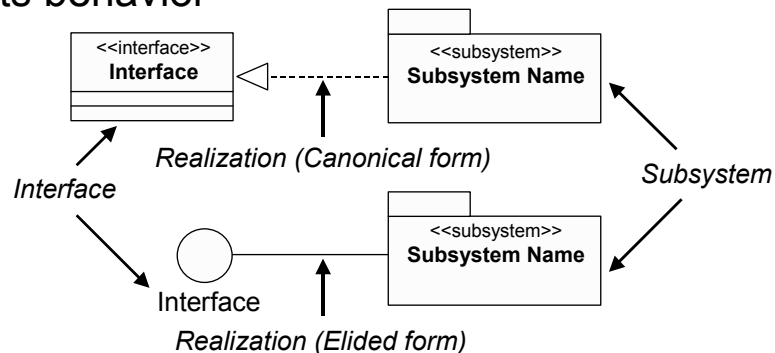 ts behavior
<<interface>>
Interface
<<subsystem>>
Subsystem Name
Realization (Canonical form)
Interface
Subsystem
<<subsystem>>
Subsystem Name
Interface
Realization (Elided form)